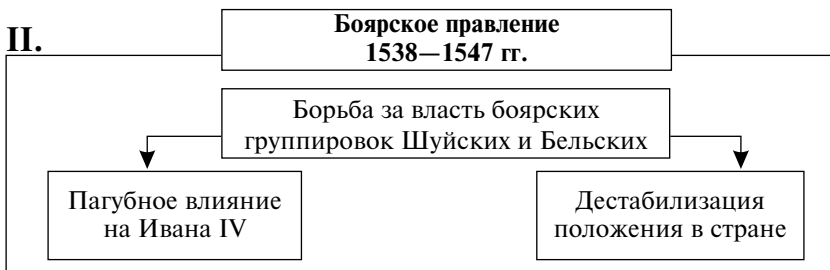 II.
Боярское правление
1538—1547 гг.
Борьба за власть боярских
группировок Шуйских и Бельских
Пагубное влияние
на Ивана IV
Дестабилизация
положения в стране